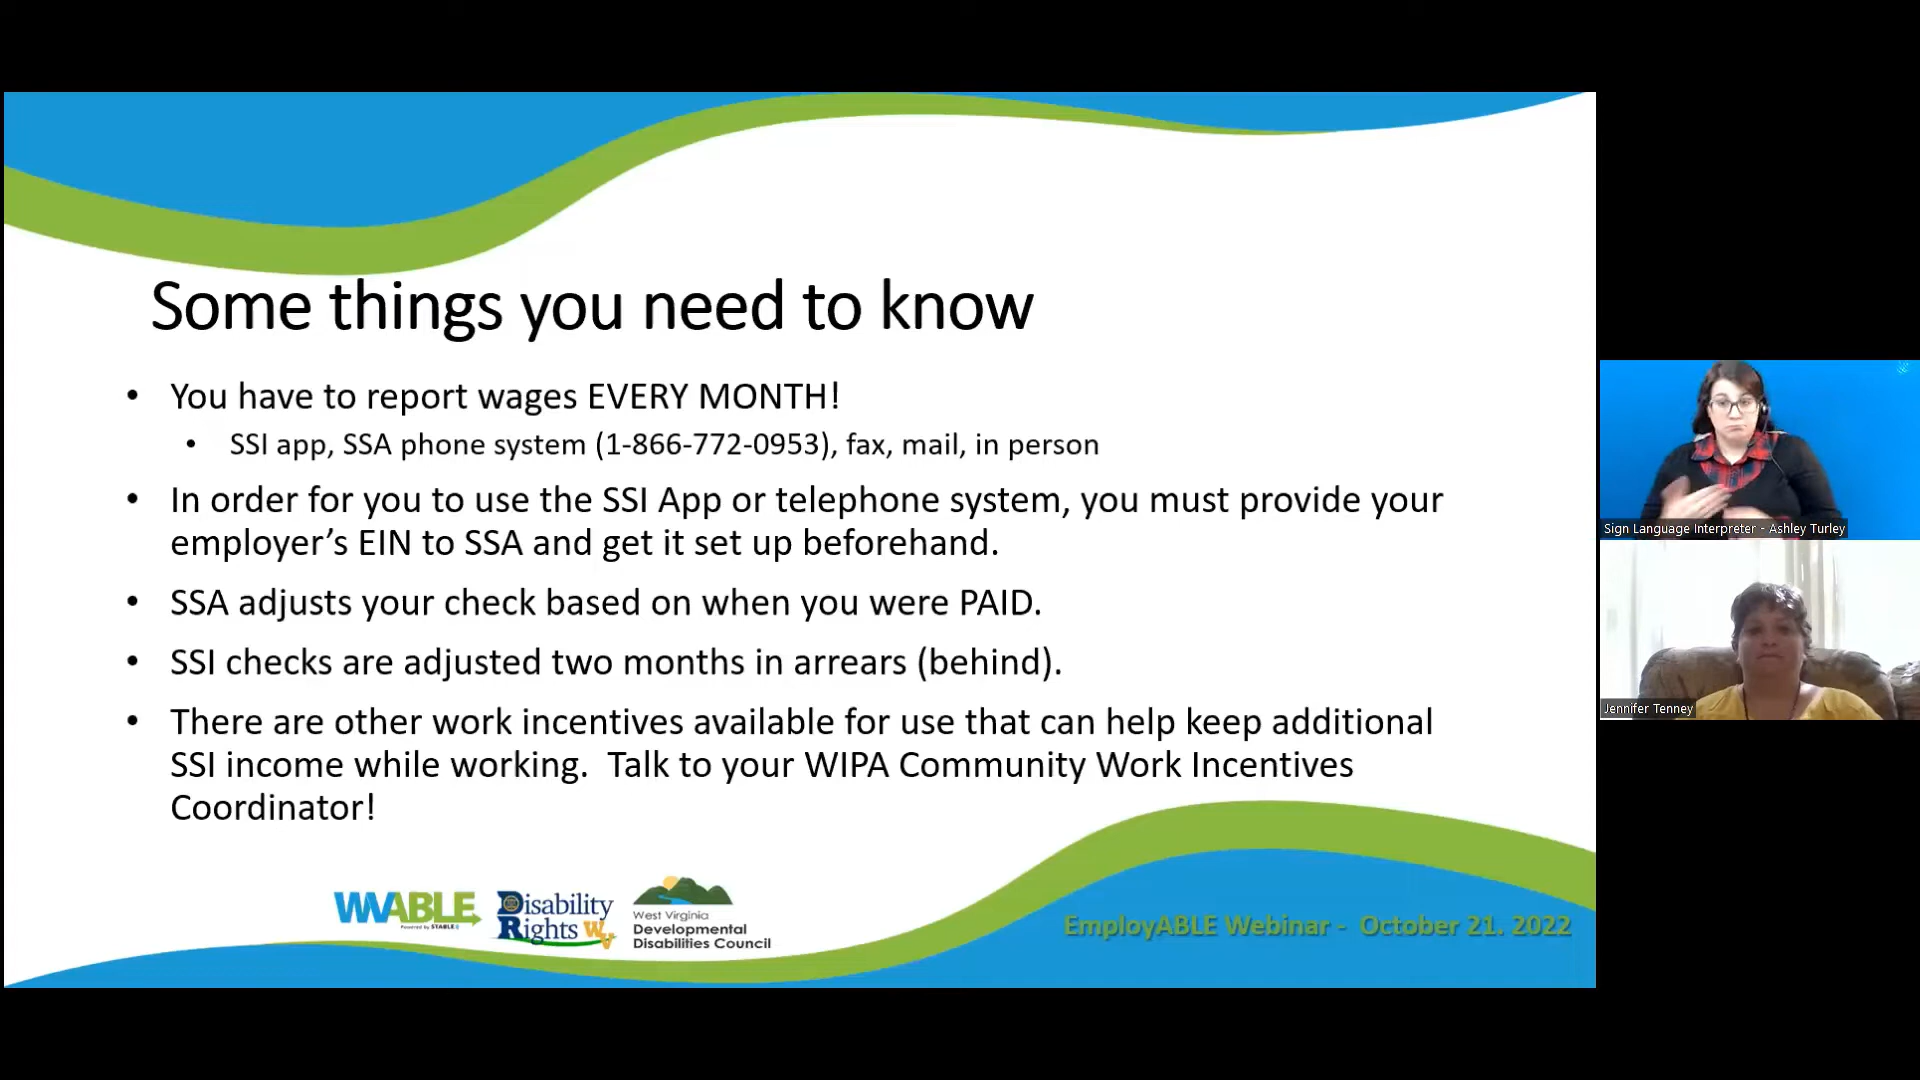 Some things you need to know
• You have to report wages EVERY MONTH!
• SSI app, SSA phone system (1-866-772-0953), fax, mail, in person
• In order for you to use the SSI App or telephone system, you must provide your
employer’s EIN to SSA and get it set up beforehand.
• SSA adjusts your check based on when you were PAID.
• SSI checks are adjusted two months in arrears (behind).
• There are other work incentives available for use that can help keep additional
SSI income while working.  Talk to your WIPA Community Work Incentives
Coordinator!
WVABLE
Powered by STABLE
Disability
Rights WV
West Virginia
Developmental
Disabilities Council
EmployABLE Webinar -  October 21. 2022
Sign Language Interpreter - Ashley Turley
Jennifer Tenney